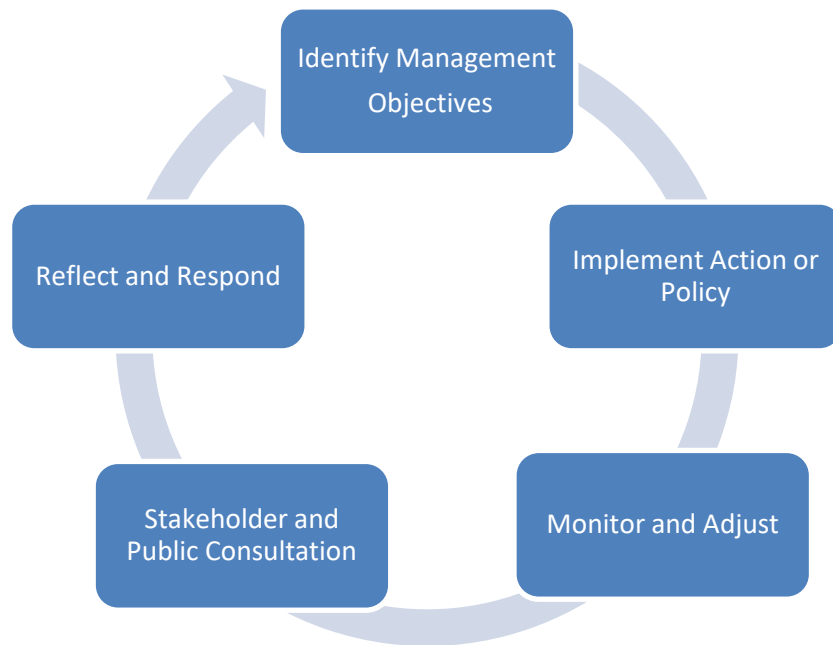 Identify Management
Objectives
Implement Action or
Policy
Monitor and Adjust
Stakeholder and
Public Consultation
Reflect and Respond